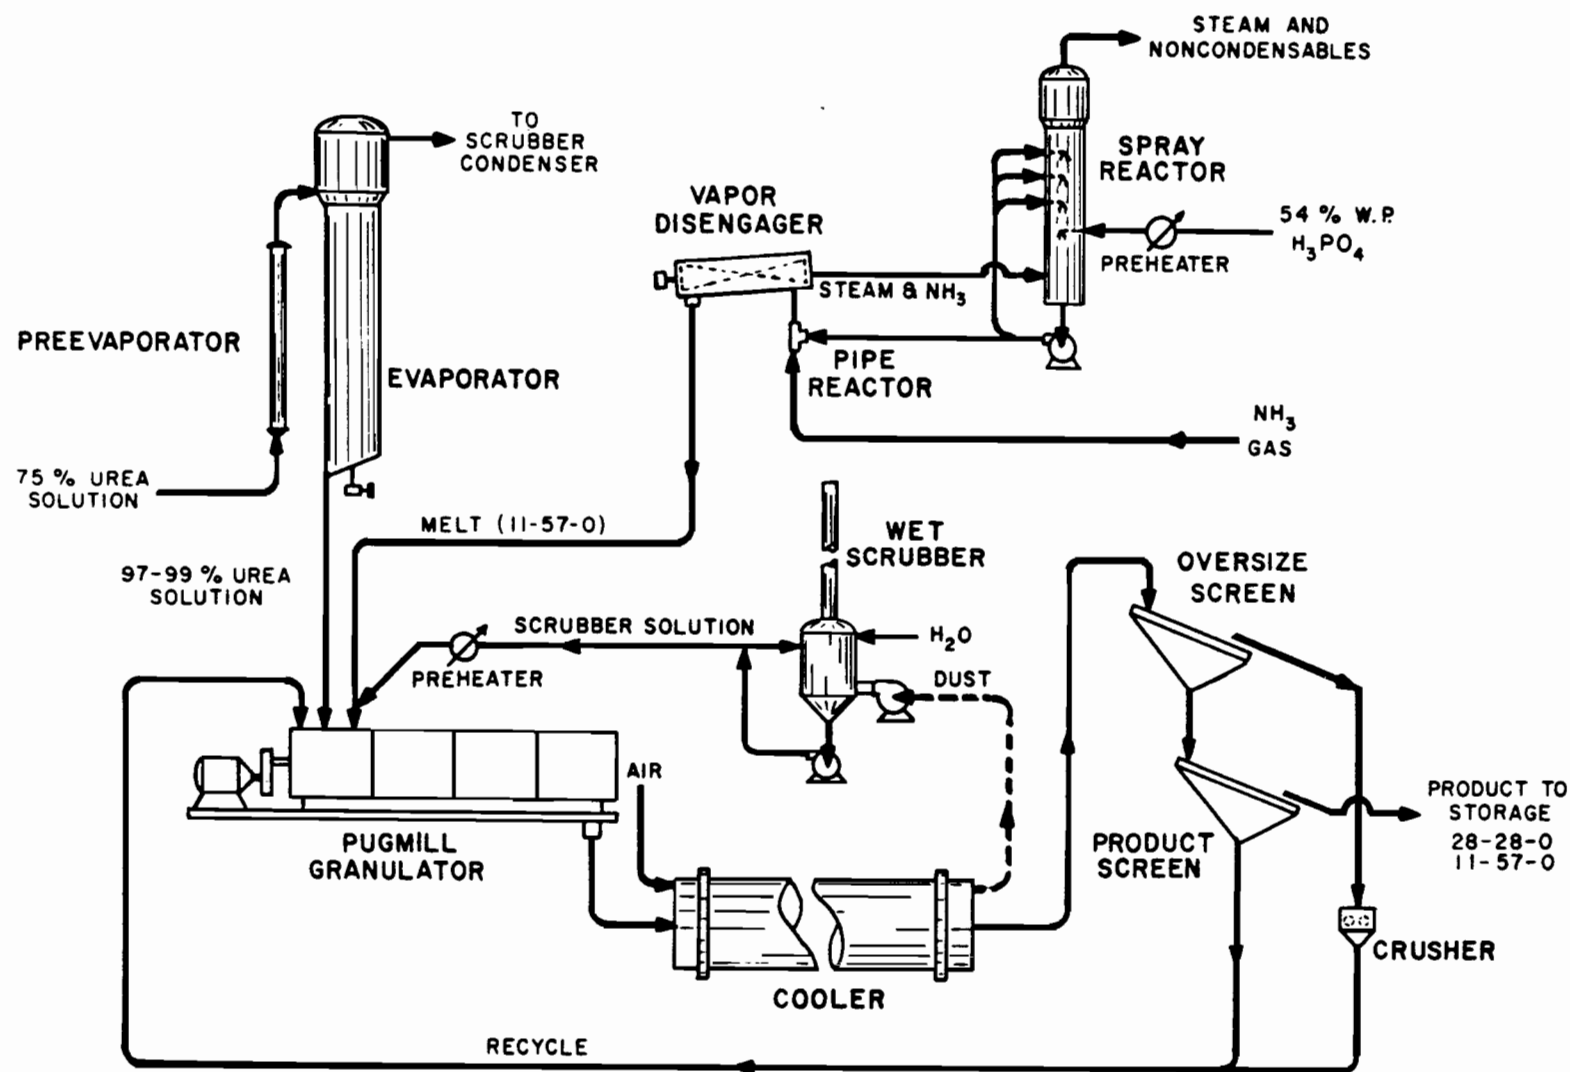 STEAM AND
NONCONDENSABLES
TO
SCRUBBER
CONDENSER
SPRAY
REACTOR
VAPOR
DISENGAGER
54 % W.P.
H₃PO₄
PREHEATER
STEAM & NH₃
PREEVAPORATOR
EVAPORATOR
PIPE
REACTOR
NH₃
GAS
75 % UREA
SOLUTION
MELT (11-57-0)
WET
SCRUBBER
OVERSIZE
SCREEN
97-99 % UREA
SOLUTION
SCRUBBER SOLUTION
H₂O
PREHEATER
DUST
AIR
PRODUCT TO
STORAGE
28-28-0
11-57-0
PUGMILL
GRANULATOR
PRODUCT
SCREEN
CRUSHER
COOLER
RECYCLE